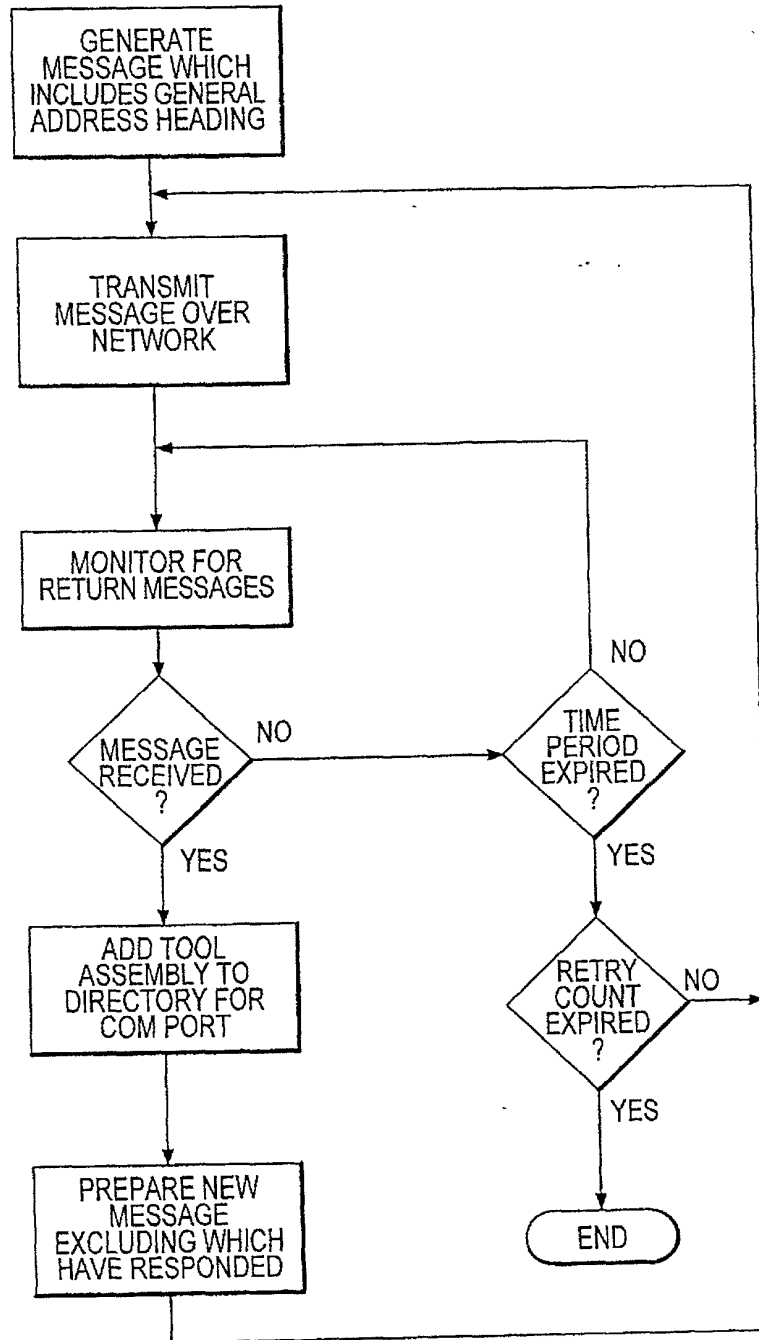 GENERATE
MESSAGE WHICH
INCLUDES GENERAL
ADDRESS HEADING
TRANSMIT
MESSAGE OVER
NETWORK
MONITOR FOR
RETURN MESSAGES
MESSAGE
RECEIVED
?
NO
YES
TIME
PERIOD
EXPIRED
?
NO
YES
ADD TOOL
ASSEMBLY TO
DIRECTORY FOR
COM PORT
RETRY
COUNT
EXPIRED
?
NO
YES
PREPARE NEW
MESSAGE
EXCLUDING WHICH
HAVE RESPONDED
END